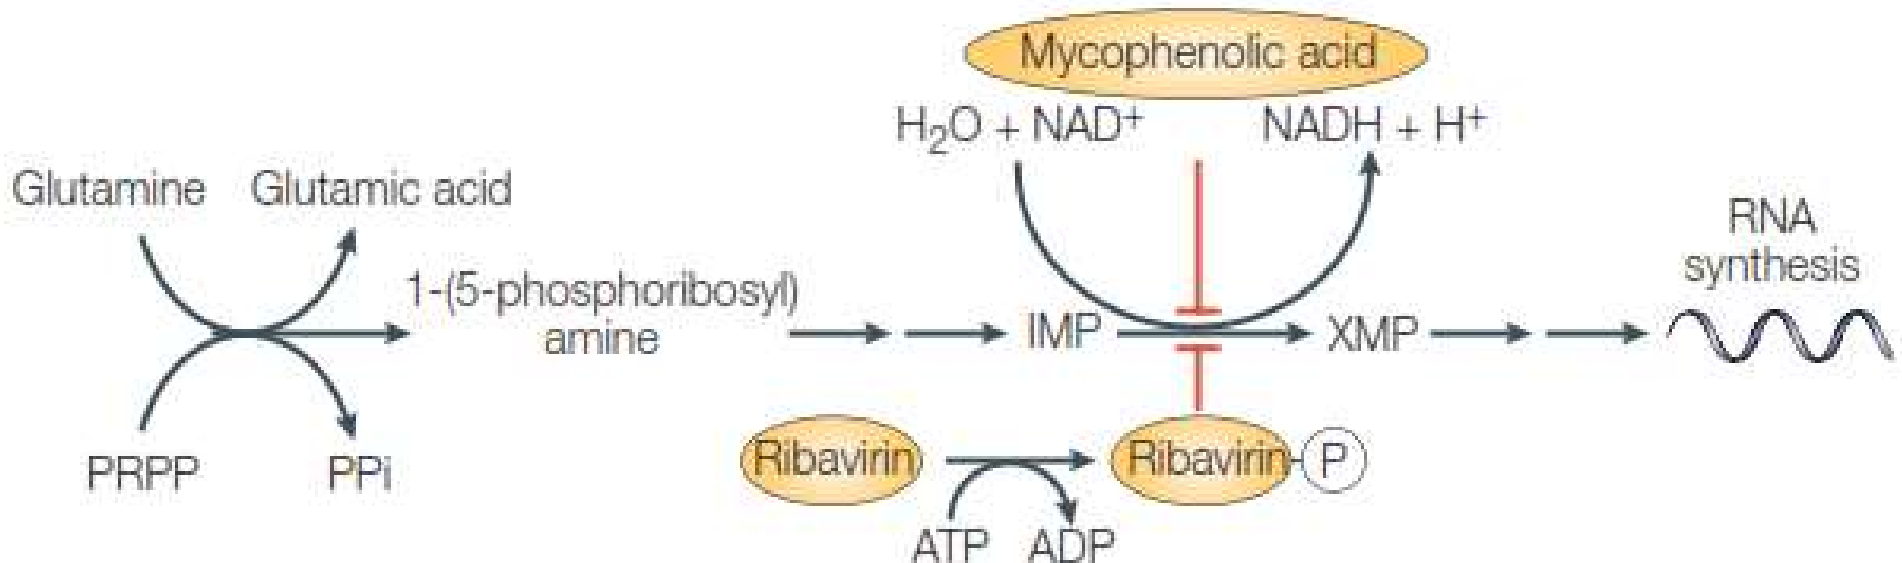 Mycophenolic acid
H₂O + NAD⁺ NADH + H⁺
Glutamine Glutamic acid
RNA
synthesis
1-(5-phosphoribosyl)
amine
IMP XMP
PRPP PPi
Ribavirin Ribavirin P
ATP ADP